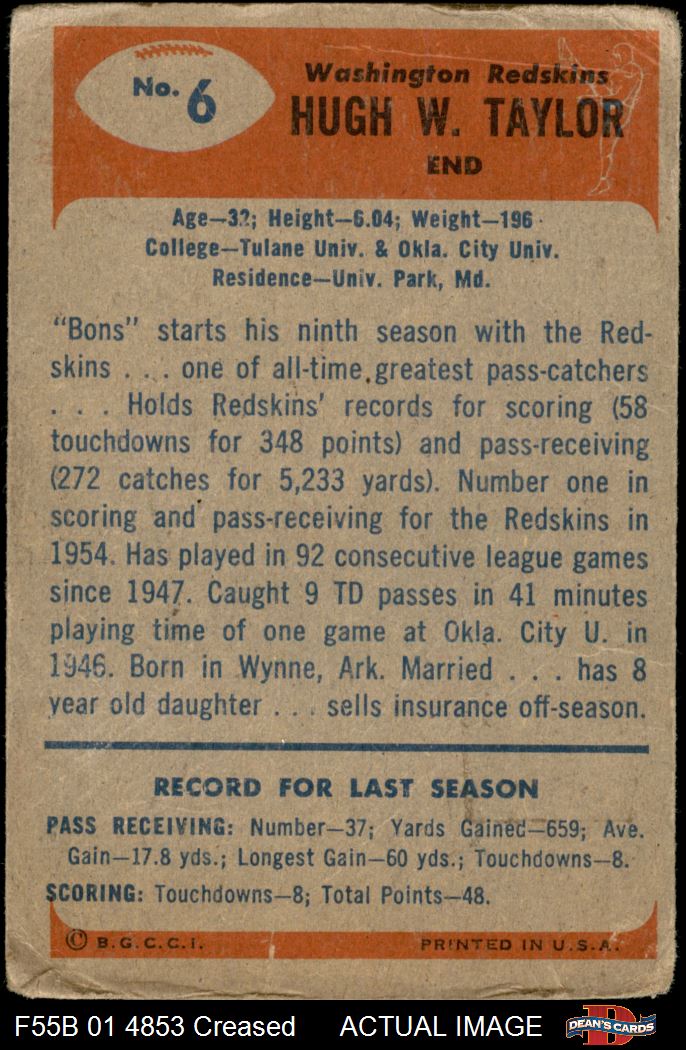 No. 6
Washington Redskins
HUGH W. TAYLOR
END
Age—32; Height—6.04; Weight—196
College—Tulane Univ. & Okla. City Univ.
Residence—Univ. Park, Md.
"Bons" starts his ninth season with the Red-
skins . . . one of all-time greatest pass-catchers
. . . Holds Redskins' records for scoring (58
touchdowns for 348 points) and pass-receiving
(272 catches for 5,233 yards). Number one in
scoring and pass-receiving for the Redskins in
1954. Has played in 92 consecutive league games
since 1947. Caught 9 TD passes in 41 minutes
playing time of one game at Okla. City U. in
1946. Born in Wynne, Ark. Married . . . has 8
year old daughter . . . sells insurance off-season.
RECORD FOR LAST SEASON
PASS RECEIVING: Number—37; Yards Gained—659; Ave.
Gain—17.8 yds.; Longest Gain—60 yds.; Touchdowns—8.
SCORING: Touchdowns—8; Total Points—48.
© B.G.C.C.I. PRINTED IN U.S.A.
F55B 01 4853 Creased ACTUAL IMAGE
D
DEAN'S CARDS